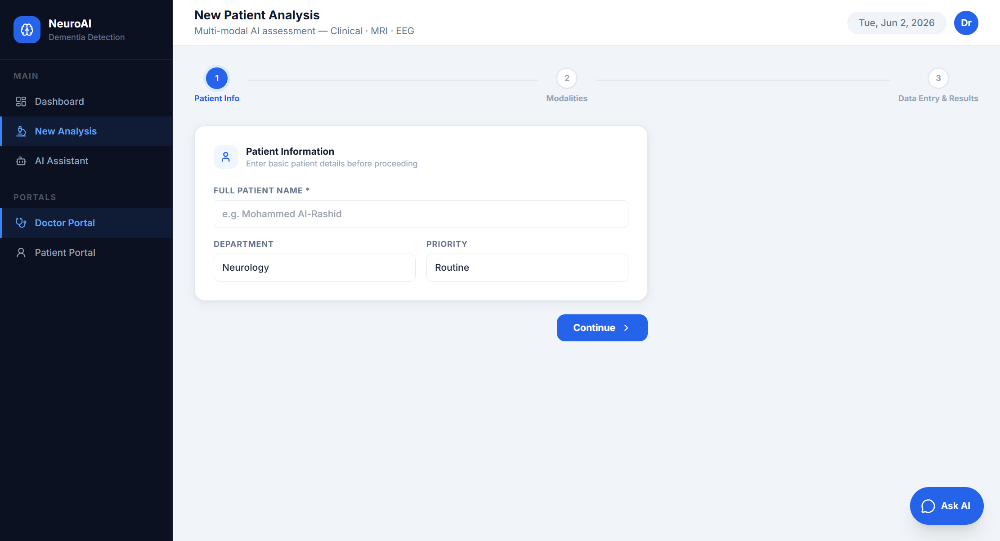 NeuroAI
Dementia Detection
MAIN
Dashboard
New Analysis
AI Assistant
PORTALS
Doctor Portal
Patient Portal
New Patient Analysis
Multi-modal AI assessment — Clinical · MRI · EEG
Tue, Jun 2, 2026
Dr
1
Patient Info
2
Modalities
3
Data Entry & Results
Patient Information
Enter basic patient details before proceeding
FULL PATIENT NAME *
e.g. Mohammed Al-Rashid
DEPARTMENT
Neurology
PRIORITY
Routine
Continue
Ask AI